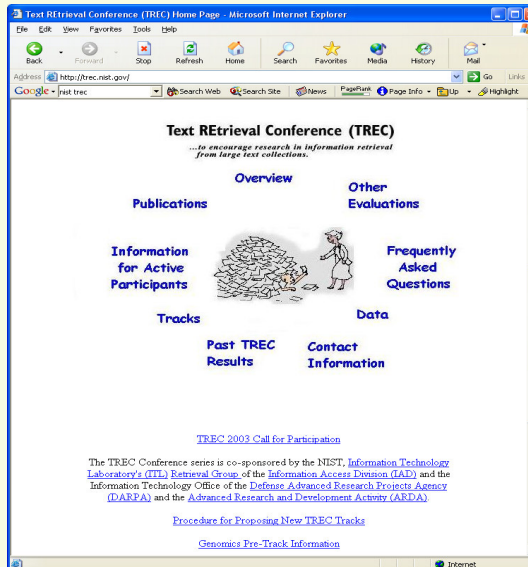 Text REtrieval Conference (TREC) Home Page - Microsoft Internet Explorer
File Edit View Favorites Tools Help
Back Forward Stop Refresh Home Search Favorites Media History Mail
Address http://trec.nist.gov/ Go Links
Google nist trec Search Web Search Site News PageRank Page Info Up Highlight
Text REtrieval Conference (TREC)
...to encourage research in information retrieval
from large text collections.
Overview
Other
Evaluations
Publications
Information
for Active
Participants
Frequently
Asked
Questions
Tracks
Data
Past TREC
Results
Contact
Information
TREC 2003 Call for Participation
The TREC Conference series is co-sponsored by the NIST, Information Technology
Laboratory's (ITL) Retrieval Group of the Information Access Division (IAD) and the
Information Technology Office of the Defense Advanced Research Projects Agency
(DARPA) and the Advanced Research and Development Activity (ARDA).
Procedure for Proposing New TREC Tracks
Genomics Pre-Track Information
Internet